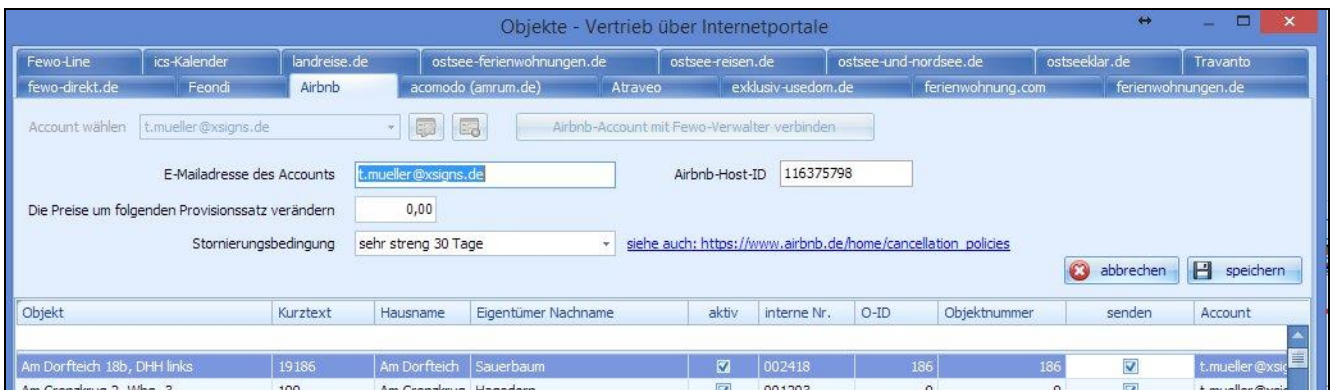 Objekte - Vertrieb über Internetportale
Fewo-Line ics-Kalender landreise.de ostsee-ferienwohnungen.de ostsee-reisen.de ostsee-und-nordsee.de ostseeklar.de Travanto
fewo-direkt.de Feondi Airbnb acomodo (amrum.de) Atraveo exklusiv-usedom.de ferienwohnung.com ferienwohnungen.de
Account wählen t.mueller@xsigns.de Airbnb-Account mit Fewo-Verwalter verbinden
E-Mailadresse des Accounts t.mueller@xsigns.de Airbnb-Host-ID 116375798
Die Preise um folgenden Provisionssatz verändern 0,00
Stornierungsbedingung sehr streng 30 Tage siehe auch: https://www.airbnb.de/home/cancellation_policies
abbrechen speichern
Objekt Kurztext Hausname Eigentümer Nachname aktiv interne Nr. O-ID Objektnummer senden Account
Am Dorfteich 18b, DHH links 19186 Am Dorfteich Sauerbaum 002418 186 186 t.mueller@xsig